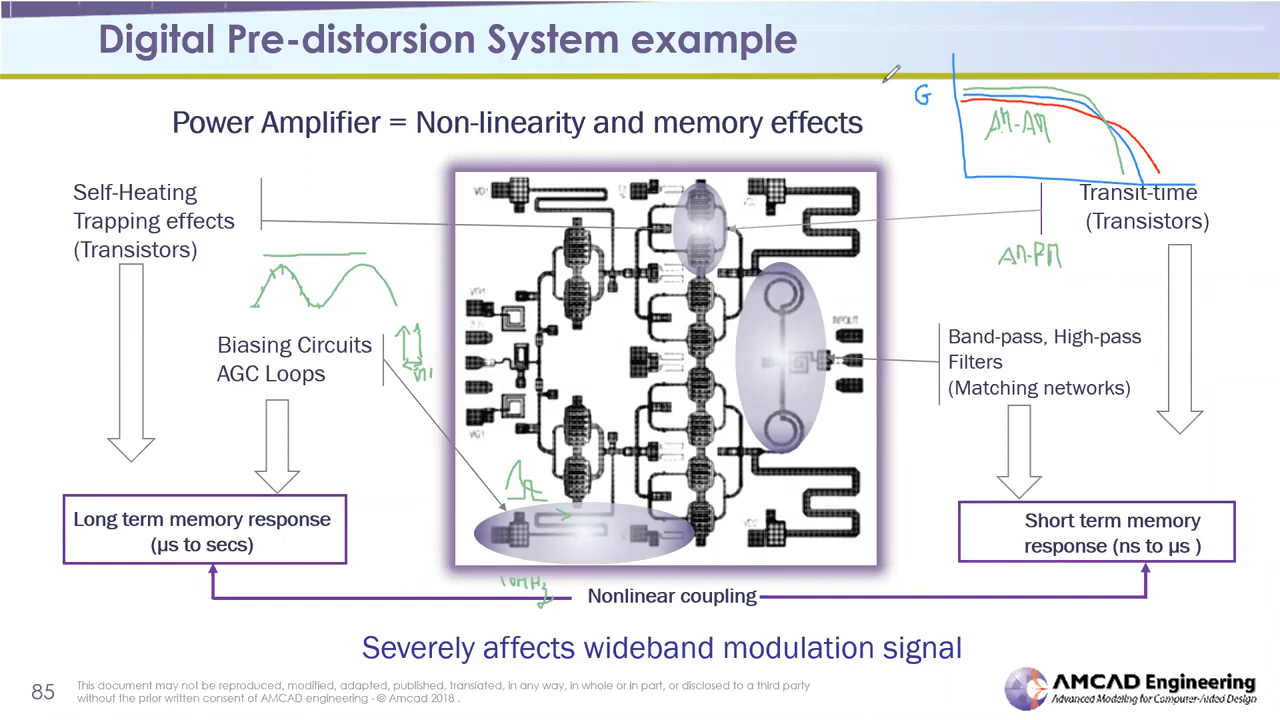 Digital Pre-distorsion System example
G
Power Amplifier = Non-linearity and memory effects
AM-AM
Self-Heating
Trapping effects
(Transistors)
Transit-time
(Transistors)
AM-PM
Biasing Circuits
AGC Loops
Band-pass, High-pass
Filters
(Matching networks)
RFOUT
Long term memory response
(µs to secs)
Short term memory
response (ns to µs )
10MHz
Nonlinear coupling
Severely affects wideband modulation signal
85
This document may not be reproduced, modified, adapted, published, translated, in any way, in whole or in part, or disclosed to a third party
without the prior written consent of AMCAD engineering - © Amcad 2018 .
AMCAD Engineering
Advanced Modeling for Computer-Aided Design